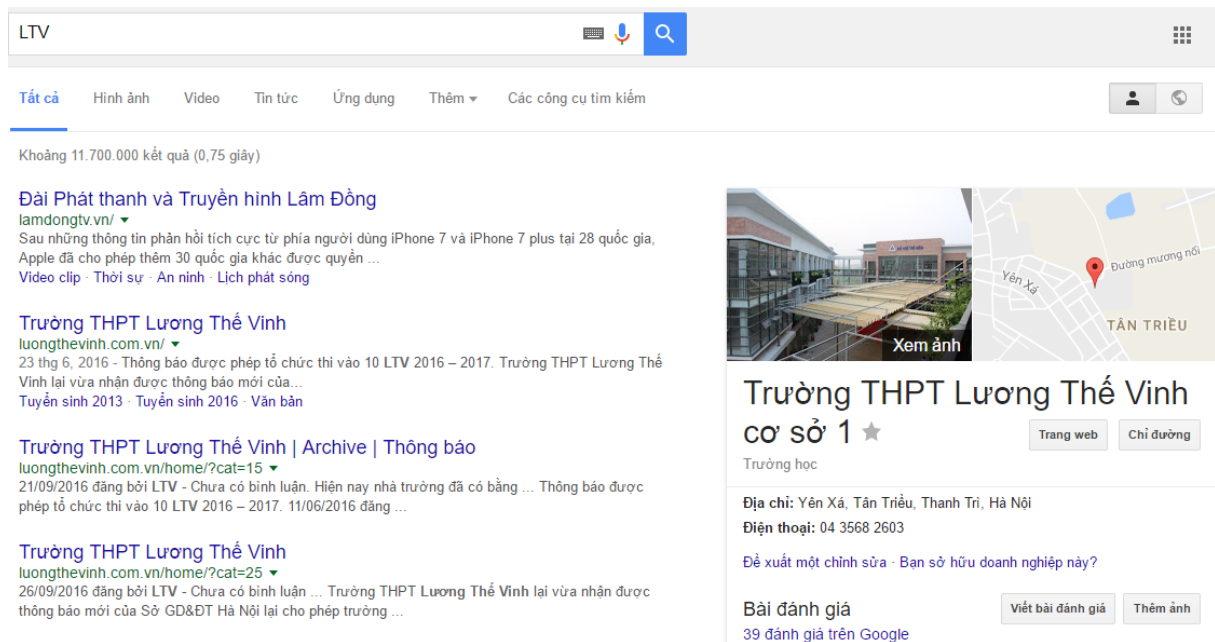 LTV
Tất cả Hình ảnh Video Tin tức Ứng dụng Thêm Các công cụ tìm kiếm
Khoảng 11.700.000 kết quả (0,75 giây)
Đài Phát thanh và Truyền hình Lâm Đồng
lamdongtv.vn/
Sau những thông tin phản hồi tích cực từ phía người dùng iPhone 7 và iPhone 7 plus tại 28 quốc gia,
Apple đã cho phép thêm 30 quốc gia khác được quyền ...
Video clip · Thời sự · An ninh · Lịch phát sóng
Trường THPT Lương Thế Vinh
luongthevinh.com.vn/
23 thg 6, 2016 - Thông báo được phép tổ chức thi vào 10 LTV 2016 – 2017. Trường THPT Lương Thế
Vinh lại vừa nhận được thông báo mới của...
Tuyển sinh 2013 · Tuyển sinh 2016 · Văn bản
Trường THPT Lương Thế Vinh | Archive | Thông báo
luongthevinh.com.vn/home/?cat=15
21/09/2016 đăng bởi LTV - Chưa có bình luận. Hiện nay nhà trường đã có bằng ... Thông báo được
phép tổ chức thi vào 10 LTV 2016 – 2017. 11/06/2016 đăng ...
Trường THPT Lương Thế Vinh
luongthevinh.com.vn/home/?cat=25
26/09/2016 đăng bởi LTV - Chưa có bình luận ... Trường THPT Lương Thế Vinh lại vừa nhận được
thông báo mới của Sở GD&ĐT Hà Nội lại cho phép trường ...
Xem ảnh
Yên Xá
Đường mương nổi
TÂN TRIỀU
Trường THPT Lương Thế Vinh
cơ sở 1
Trang web Chỉ đường
Trường học
Địa chỉ: Yên Xá, Tân Triều, Thanh Trì, Hà Nội
Điện thoại: 04 3568 2603
Đề xuất một chỉnh sửa · Bạn sở hữu doanh nghiệp này?
Bài đánh giá Viết bài đánh giá Thêm ảnh
39 đánh giá trên Google